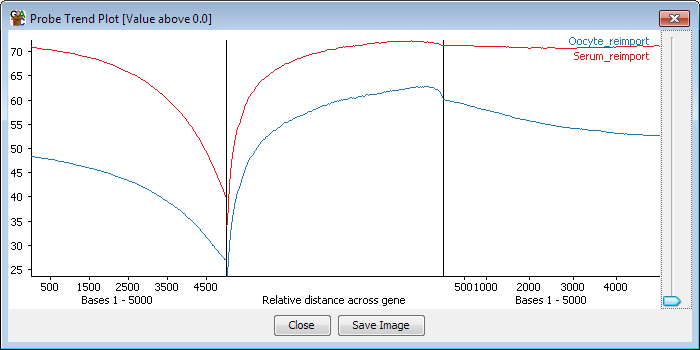 Probe Trend Plot [Value above 0.0]
Oocyte_reimport
Serum_reimport
70
65
60
55
50
45
40
35
30
25
500 1500 2500 3500 4500 5001000 2000 3000 4000
Bases 1 - 5000 Relative distance across gene Bases 1 - 5000
Close Save Image